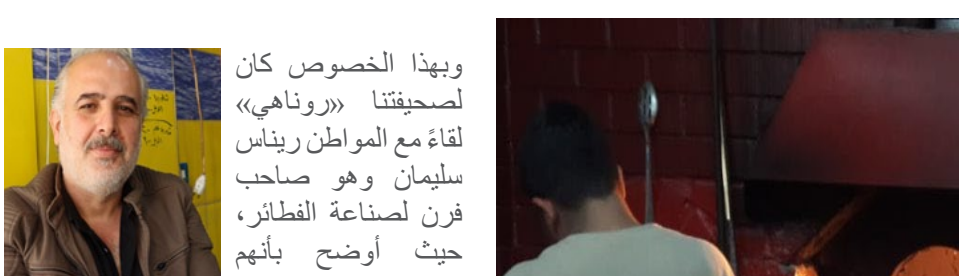 وبهذا الخصوص كان
لصحيفتنا «روناهي»
لقاءً مع المواطن ريناس
سليمان وهو صاحب
فرن لصناعة الفطائر،
حيث أوضح بأنهم